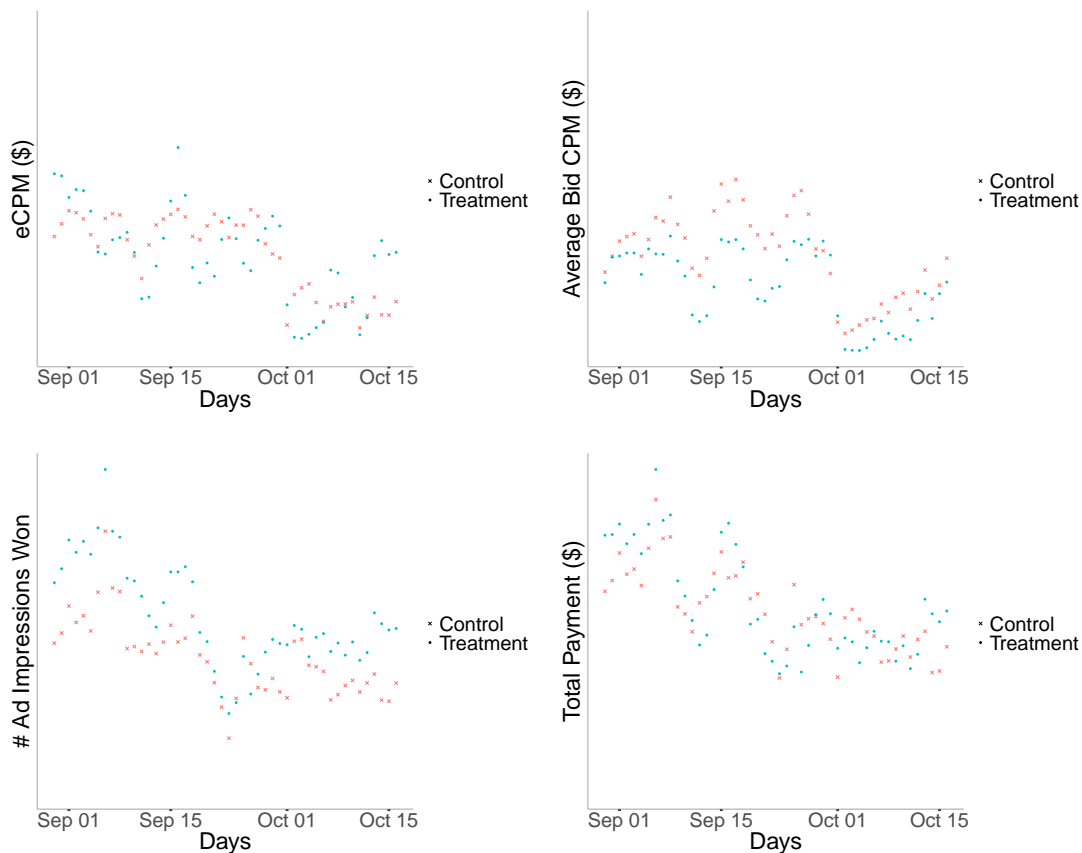 eCPM ($)
× Control
• Treatment
Sep 01 Sep 15 Oct 01 Oct 15
Days
Average Bid CPM ($)
× Control
• Treatment
Sep 01 Sep 15 Oct 01 Oct 15
Days
# Ad Impressions Won
× Control
• Treatment
Sep 01 Sep 15 Oct 01 Oct 15
Days
Total Payment ($)
× Control
• Treatment
Sep 01 Sep 15 Oct 01 Oct 15
Days